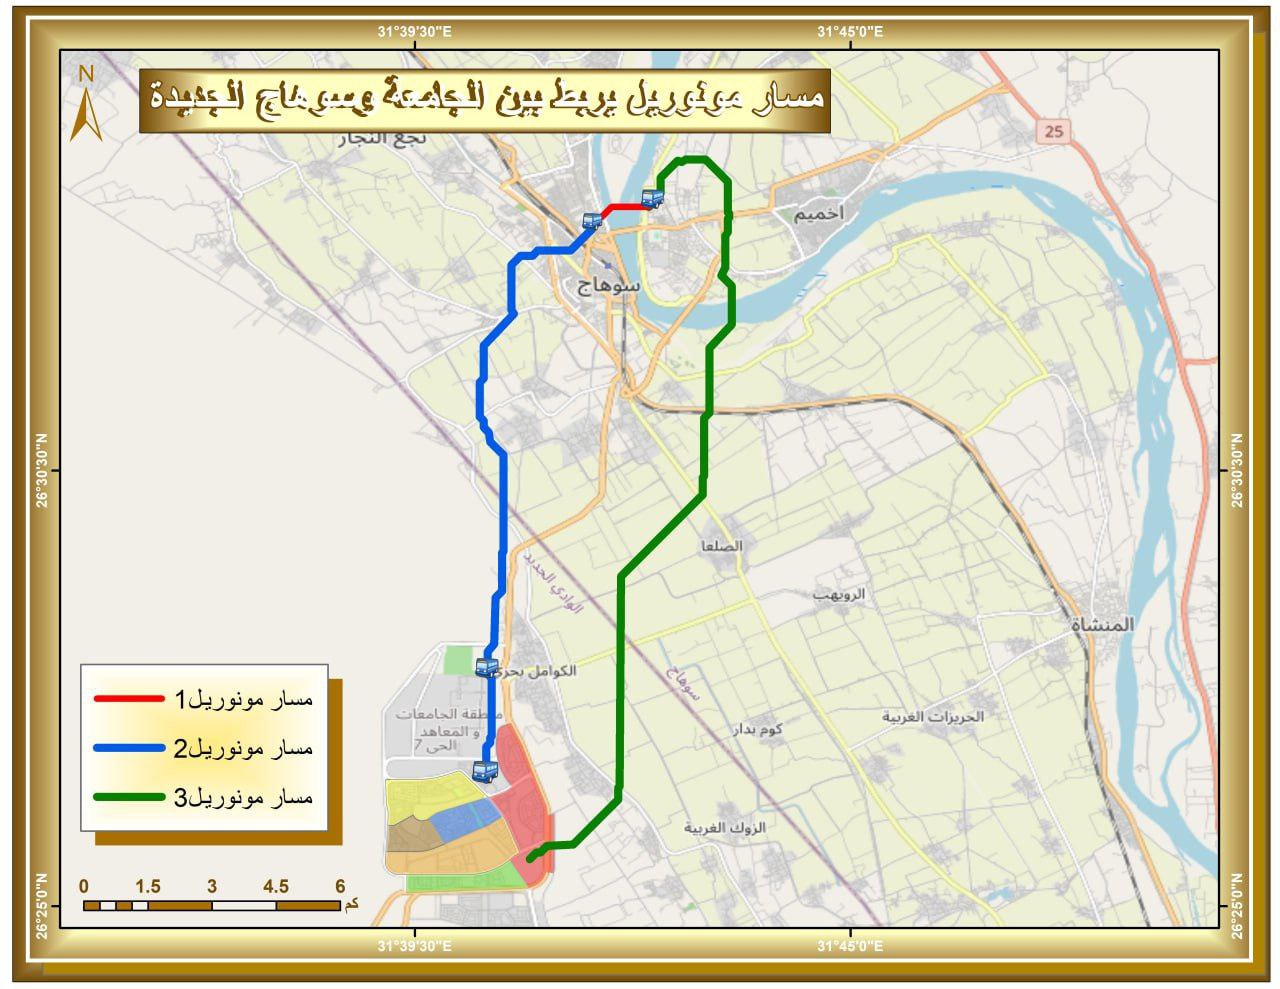 31°39'30"E
31°45'0"E
N
مسار مونوريل يربط بين الجامعة وسوهاج الجديدة
نجع النجار
25
اخميم
سوهاج
26°30'30"N
26°30'30"N
الصلعا
الوادي الجديد
الرويهب
المنشاة
الكوامل بحري
سوهاج
منطقة الجامعات
و المعاهد
الحى 7
الحريزات الغربية
كوم بدار
الزوك الغربية
مسار مونوريل1
مسار مونوريل2
مسار مونوريل3
0 1.5 3 4.5 6
كم
26°25'0"N
26°25'0"N
31°39'30"E
31°45'0"E